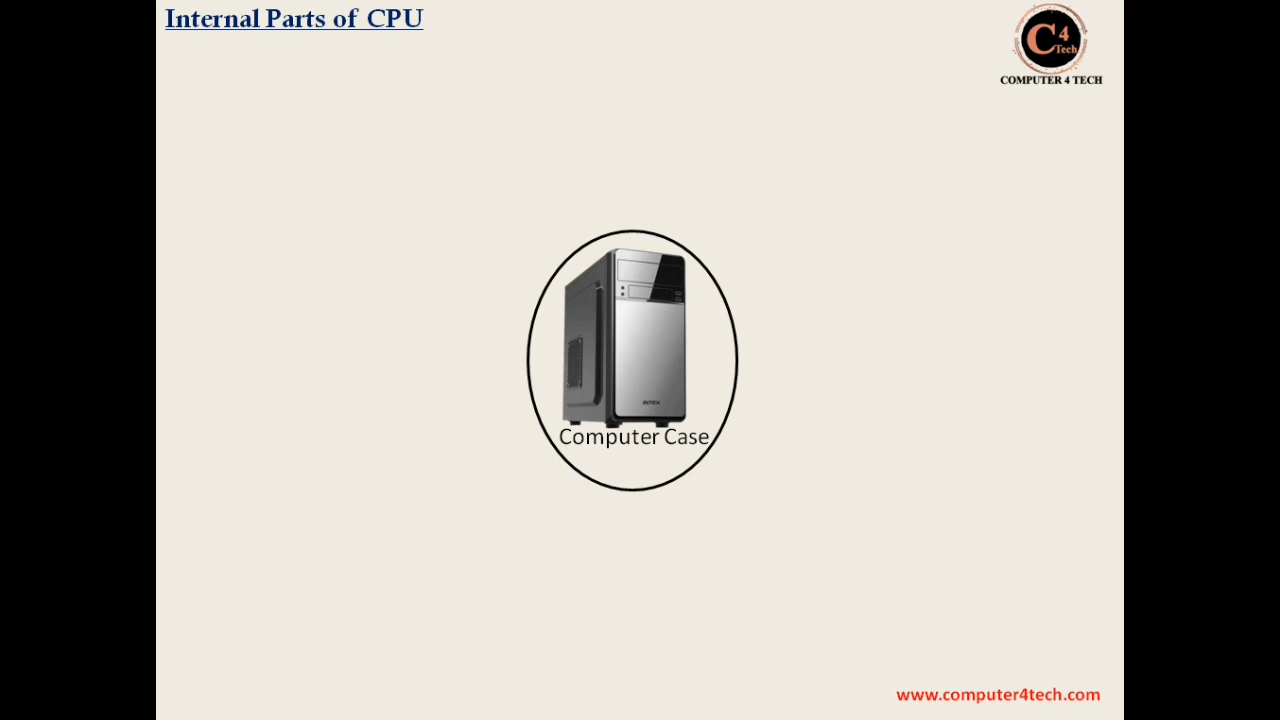 Internal Parts of CPU
C4
Tech
COMPUTER 4 TECH
INTEX
Computer Case
www.computer4tech.com